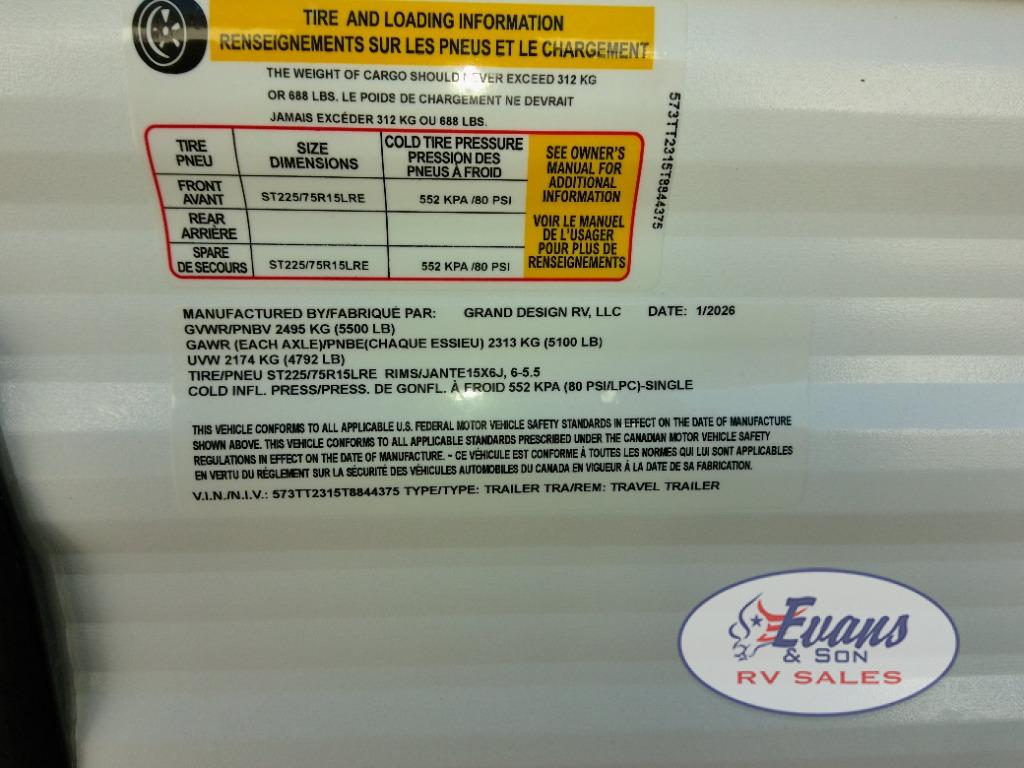 TIRE AND LOADING INFORMATION
RENSEIGNEMENTS SUR LES PNEUS ET LE CHARGEMENT
THE WEIGHT OF CARGO SHOULD NEVER EXCEED 312 KG
OR 688 LBS. LE POIDS DE CHARGEMENT NE DEVRAIT
JAMAIS EXCÉDER 312 KG OU 688 LBS.
TIRE
PNEU
SIZE
DIMENSIONS
COLD TIRE PRESSURE
PRESSION DES
PNEUS À FROID
FRONT
AVANT
ST225/75R15LRE
552 KPA /80 PSI
REAR
ARRIÈRE
SPARE
DE SECOURS
ST225/75R15LRE
552 KPA /80 PSI
SEE OWNER'S
MANUAL FOR
ADDITIONAL
INFORMATION
VOIR LE MANUEL
DE L'USAGER
POUR PLUS DE
RENSEIGNEMENTS
573TT2315T8844375
MANUFACTURED BY/FABRIQUÉ PAR: GRAND DESIGN RV, LLC DATE: 1/2026
GVWR/PNBV 2495 KG (5500 LB)
GAWR (EACH AXLE)/PNBE(CHAQUE ESSIEU) 2313 KG (5100 LB)
UVW 2174 KG (4792 LB)
TIRE/PNEU ST225/75R15LRE RIMS/JANTE15X6J, 6-5.5
COLD INFL. PRESS/PRESS. DE GONFL. À FROID 552 KPA (80 PSI/LPC)-SINGLE
THIS VEHICLE CONFORMS TO ALL APPLICABLE U.S. FEDERAL MOTOR VEHICLE SAFETY STANDARDS IN EFFECT ON THE DATE OF MANUFACTURE
SHOWN ABOVE. THIS VEHICLE CONFORMS TO ALL APPLICABLE STANDARDS PRESCRIBED UNDER THE CANADIAN MOTOR VEHICLE SAFETY
REGULATIONS IN EFFECT ON THE DATE OF MANUFACTURE. - CE VÉHICULE EST CONFORME À TOUTES LES NORMES QUI LUI SONT APPLICABLES
EN VERTU DU RÉGLEMENT SUR LA SÉCURITÉ DES VÉHICULES AUTOMOBILES DU CANADA EN VIGUEUR À LA DATE DE SA FABRICATION.
V.I.N./N.I.V.: 573TT2315T8844375 TYPE/TYPE: TRAILER TRA/REM: TRAVEL TRAILER
Evans
& SON
RV SALES